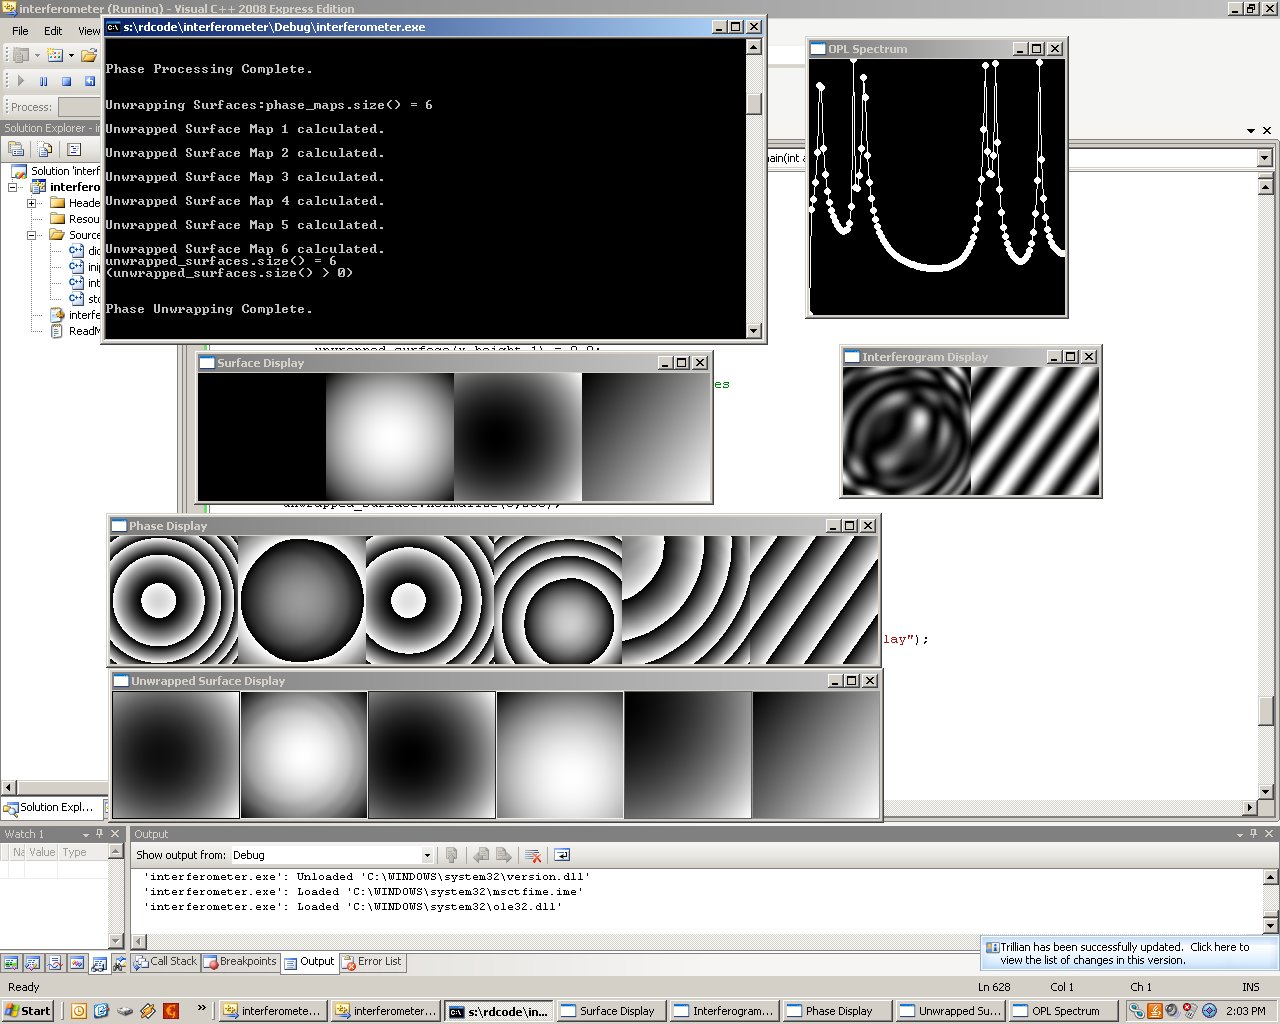 interferometer (Running) - Visual C++ 2008 Express Edition
File Edit View
Process:
Solution Explorer - in
Solution 'interf
interfero
Heade
Resou
Source
dic
inip
int
sto
interfe
ReadM
s:\rdcode\interferometer\Debug\interferometer.exe
Phase Processing Complete.
Unwrapping Surfaces:phase_maps.size() = 6
Unwrapped Surface Map 1 calculated.
Unwrapped Surface Map 2 calculated.
Unwrapped Surface Map 3 calculated.
Unwrapped Surface Map 4 calculated.
Unwrapped Surface Map 5 calculated.
Unwrapped Surface Map 6 calculated.
unwrapped_surfaces.size() = 6
(unwrapped_surfaces.size() > 0)
Phase Unwrapping Complete.
OPL Spectrum
main(int a
Surface Display
es
Interferogram Display
Phase Display
lay");
Unwrapped Surface Display
Solution Expl...
Watch 1
Na Value Type
Output
Show output from: Debug
'interferometer.exe': Unloaded 'C:\WINDOWS\system32\version.dll'
'interferometer.exe': Loaded 'C:\WINDOWS\system32\msctfime.ime'
'interferometer.exe': Loaded 'C:\WINDOWS\system32\ole32.dll'
Trillian has been successfully updated. Click here to
view the list of changes in this version.
Call Stack Breakpoints Output Error List
Ready Ln 628 Col 1 Ch 1 INS
Start interferomete... interferometer... s:\rdcode\in... Surface Display Interferogram... Phase Display Unwrapped Su... OPL Spectrum 2:03 PM